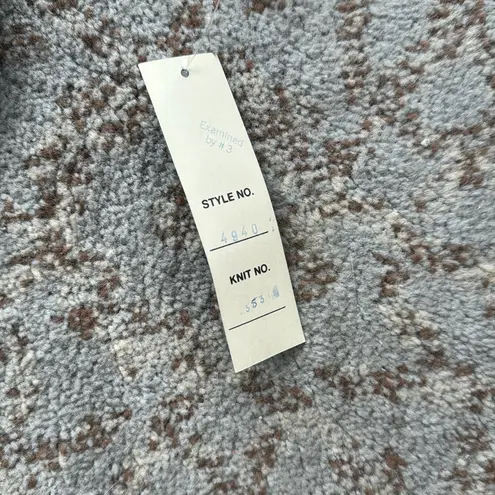 Examined
by #3
STYLE NO.
4940
KNIT NO.